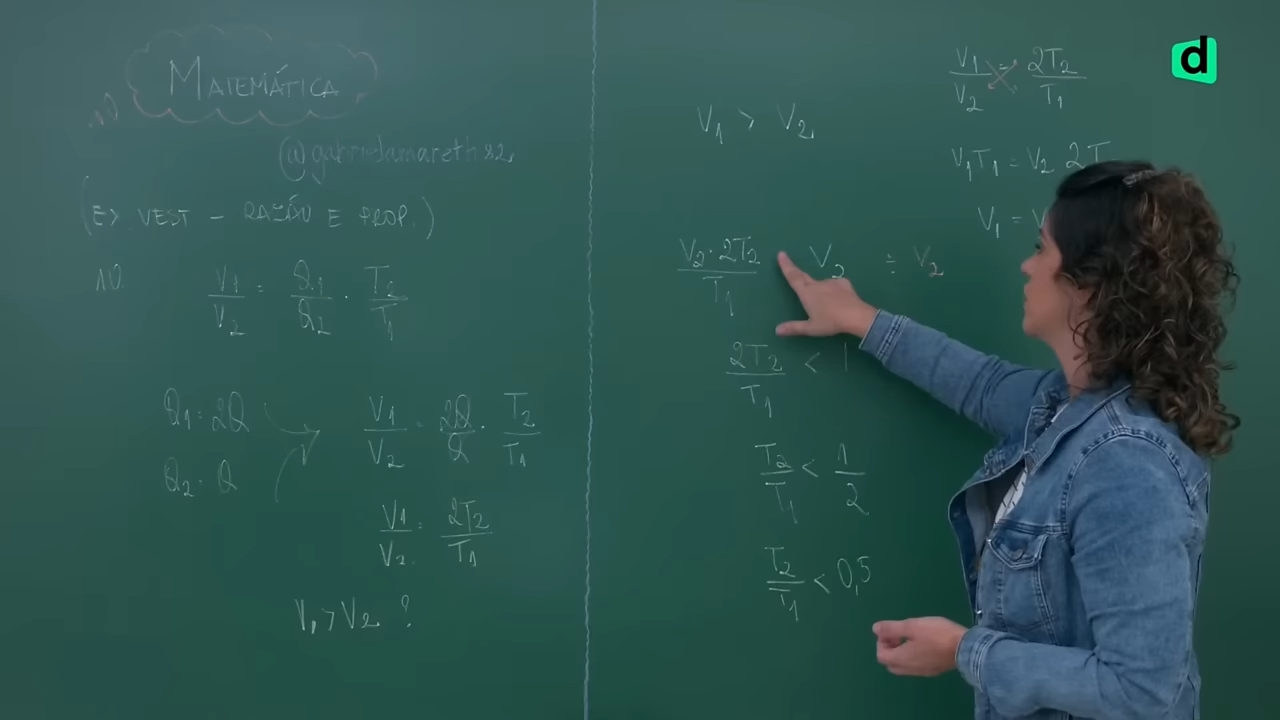 MATEMÁTICA
@gabrielamareth92
(EX. VEST - RAZÃO E PROP.)
10
V1/V2 = Q1/Q2 · T2/T1
Q1 = 2Q
Q2 = Q
V1/V2 = 2Q/Q · T2/T1
V1/V2 = 2T2/T1
V1 > V2 ?
V1 > V2
V2 · 2T2/T1 V2 ÷ V2
2T2/T1 < 1
T2/T1 < 1/2
T2/T1 < 0,5
V1/V2 = 2T2/T1
V1T1 = V2 2T
V1 =
d